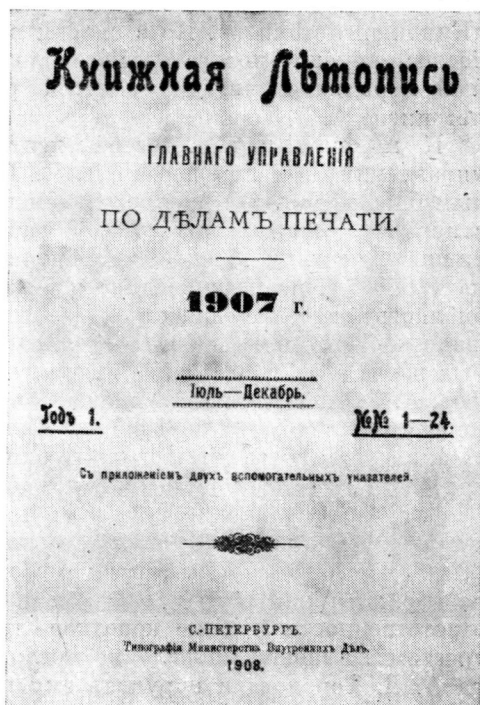 Книжная Лѣтопись
ГЛАВНАГО УПРАВЛЕНІЯ
ПО ДѢЛАМЪ ПЕЧАТИ.
1907 г.
Іюль—Декабрь.
Годъ 1.
№№ 1—24.
Съ приложеніемъ двухъ вспомогательныхъ указателей.
С.-ПЕТЕРБУРГЪ.
Типографія Министерства Внутреннихъ Дѣлъ.
1908.